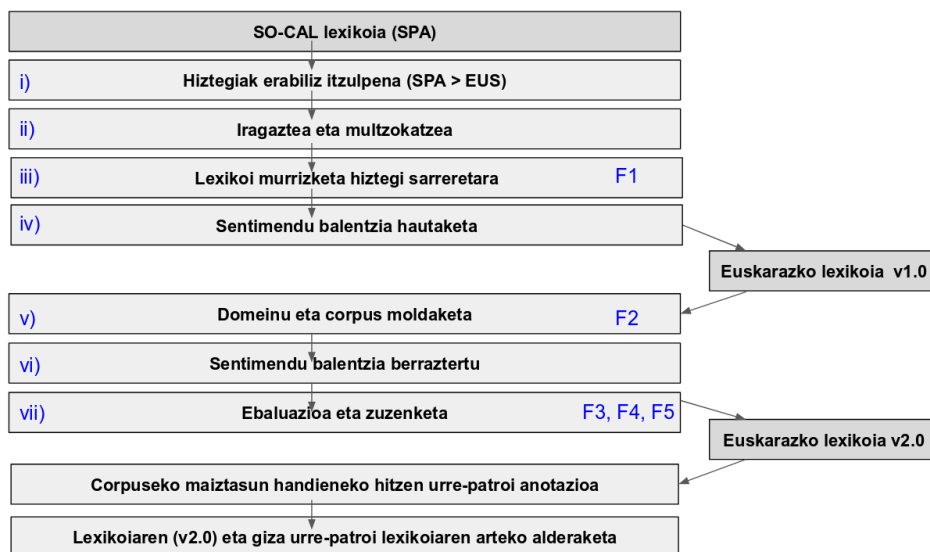 SO-CAL lexikoia (SPA)
i) Hiztegiak erabiliz itzulpena (SPA > EUS)
ii) Iragaztea eta multzokatzea
iii) Lexikoi murrizketa hiztegi sarreretara F1
iv) Sentimendu balentzia hautaketa
Euskarazko lexikoia v1.0
v) Domeinu eta corpus moldaketa F2
vi) Sentimendu balentzia berraztertu
vii) Ebaluazioa eta zuzenketa F3, F4, F5
Euskarazko lexikoia v2.0
Corpuseko maiztasun handieneko hitzen urre-patroi anotazioa
Lexikoiaren (v2.0) eta giza urre-patroi lexikoiaren arteko alderaketa